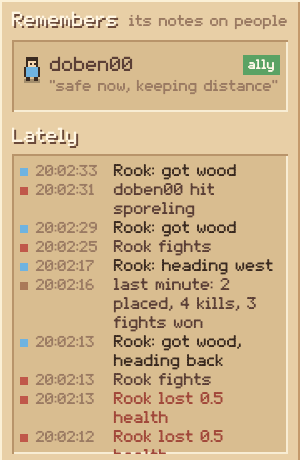 Remembers its notes on people
doben00 ally
"safe now, keeping distance"
Lately
20:02:33 Rook: got wood
20:02:31 doben00 hit
sporeling
20:02:29 Rook: got wood
20:02:25 Rook fights
20:02:17 Rook: heading west
20:02:16 last minute: 2
placed, 4 kills, 3
fights won
20:02:13 Rook: got wood,
heading back
20:02:13 Rook fights
20:02:13 Rook lost 0.5
health
20:02:12 Rook lost 0.5
health